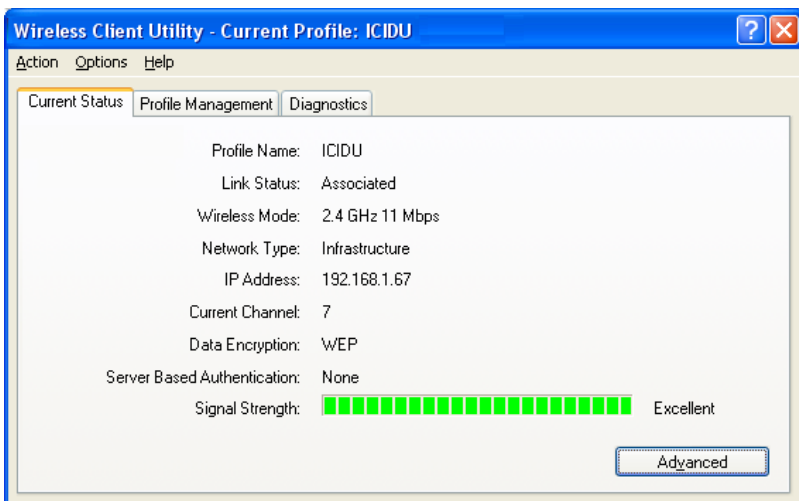 Wireless Client Utility - Current Profile: ICIDU
Action Options Help
Current Status Profile Management Diagnostics
Profile Name: ICIDU
Link Status: Associated
Wireless Mode: 2.4 GHz 11 Mbps
Network Type: Infrastructure
IP Address: 192.168.1.67
Current Channel: 7
Data Encryption: WEP
Server Based Authentication: None
Signal Strength: Excellent
Advanced